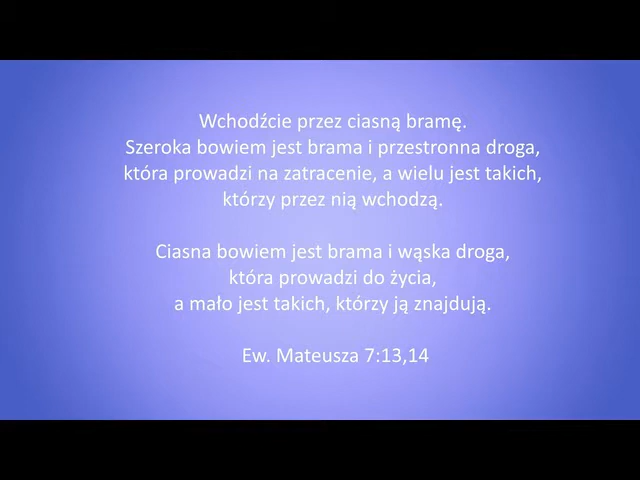 Wchodźcie przez ciasną bramę.
Szeroka bowiem jest brama i przestronna droga,
która prowadzi na zatracenie, a wielu jest takich,
którzy przez nią wchodzą.
Ciasna bowiem jest brama i wąska droga,
która prowadzi do życia,
a mało jest takich, którzy ją znajdują.
Ew. Mateusza 7:13,14